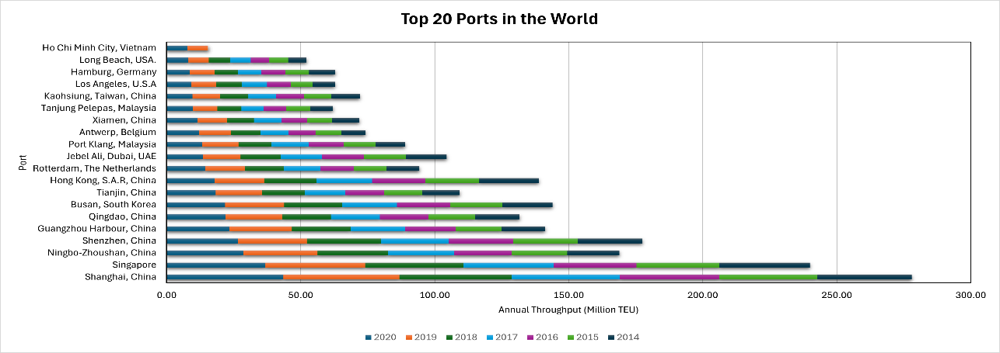 Top 20 Ports in the World
Port
Ho Chi Minh City, Vietnam
Long Beach, USA.
Hamburg, Germany
Los Angeles, U.S.A
Kaohsiung, Taiwan, China
Tanjung Pelepas, Malaysia
Xiamen, China
Antwerp, Belgium
Port Klang, Malaysia
Jebel Ali, Dubai, UAE
Rotterdam, The Netherlands
Hong Kong, S.A.R, China
Tianjin, China
Busan, South Korea
Qingdao, China
Guangzhou Harbour, China
Shenzhen, China
Ningbo-Zhoushan, China
Singapore
Shanghai, China
0.00 50.00 100.00 150.00 200.00 250.00 300.00
Annual Throughput (Million TEU)
2020 2019 2018 2017 2016 2015 2014